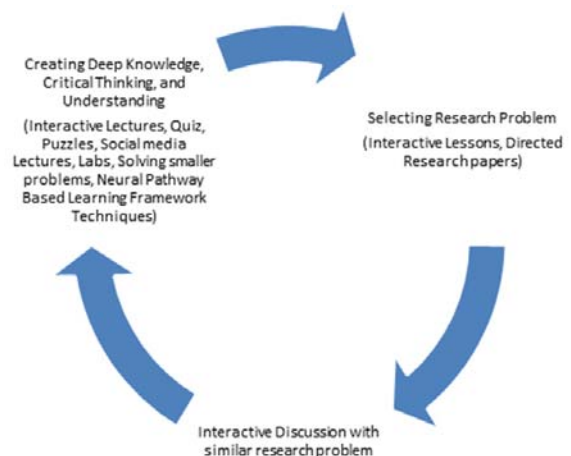 Creating Deep Knowledge,
Critical Thinking, and
Understanding
(Interactive Lectures, Quiz,
Puzzles, Social media
Lectures, Labs, Solving smaller
problems, Neural Pathway
Based Learning Framework
Techniques)
Selecting Research Problem
(Interactive Lessons, Directed
Research papers)
Interactive Discussion with
similar research problem